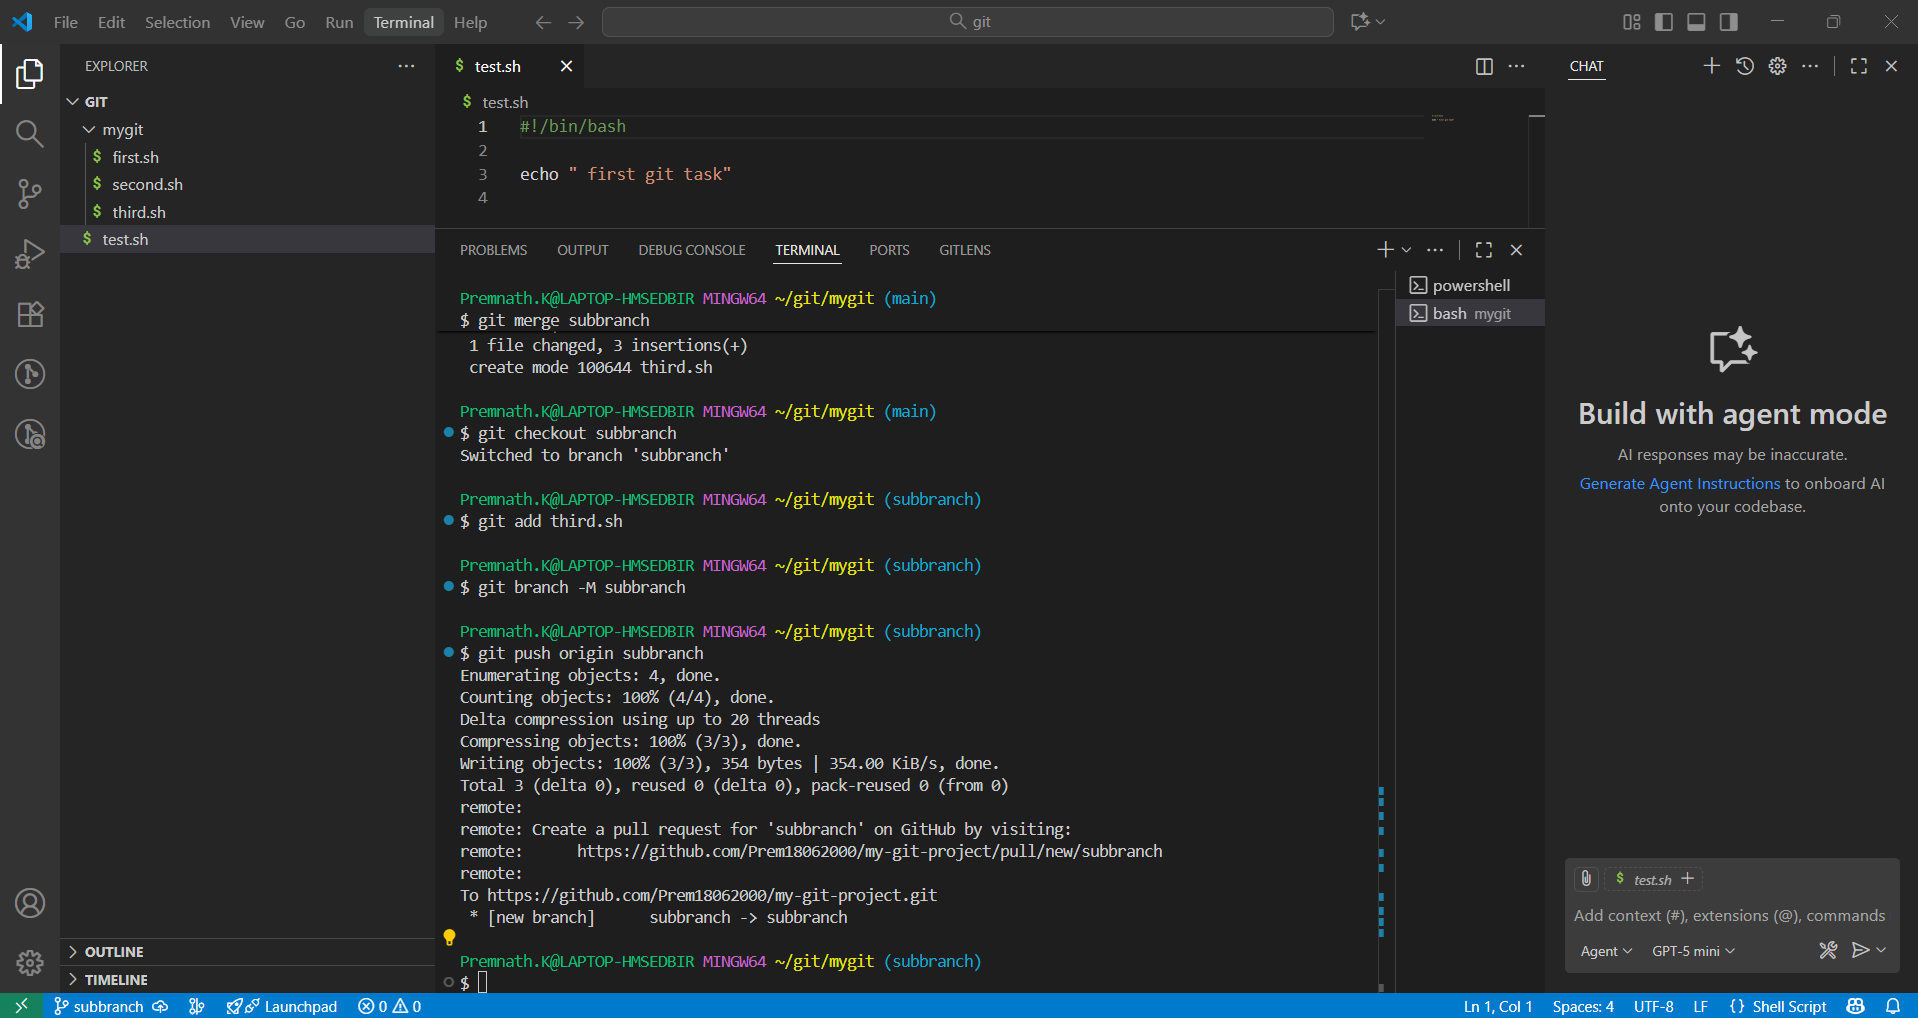 File Edit Selection View Go Run Terminal Help
git
EXPLORER
GIT
mygit
$ first.sh
$ second.sh
$ third.sh
$ test.sh
OUTLINE
TIMELINE
$ test.sh
$ test.sh
1 #!/bin/bash
2
3 echo " first git task"
4
PROBLEMS OUTPUT DEBUG CONSOLE TERMINAL PORTS GITLENS
Premnath.K@LAPTOP-HMSEDBIR MINGW64 ~/git/mygit (main)
$ git merge subbranch
1 file changed, 3 insertions(+)
create mode 100644 third.sh
Premnath.K@LAPTOP-HMSEDBIR MINGW64 ~/git/mygit (main)
$ git checkout subbranch
Switched to branch 'subbranch'
Premnath.K@LAPTOP-HMSEDBIR MINGW64 ~/git/mygit (subbranch)
$ git add third.sh
Premnath.K@LAPTOP-HMSEDBIR MINGW64 ~/git/mygit (subbranch)
$ git branch -M subbranch
Premnath.K@LAPTOP-HMSEDBIR MINGW64 ~/git/mygit (subbranch)
$ git push origin subbranch
Enumerating objects: 4, done.
Counting objects: 100% (4/4), done.
Delta compression using up to 20 threads
Compressing objects: 100% (3/3), done.
Writing objects: 100% (3/3), 354 bytes | 354.00 KiB/s, done.
Total 3 (delta 0), reused 0 (delta 0), pack-reused 0 (from 0)
remote:
remote: Create a pull request for 'subbranch' on GitHub by visiting:
remote:      https://github.com/Prem18062000/my-git-project/pull/new/subbranch
remote:
To https://github.com/Prem18062000/my-git-project.git
* [new branch]      subbranch -> subbranch
Premnath.K@LAPTOP-HMSEDBIR MINGW64 ~/git/mygit (subbranch)
$
powershell
bash mygit
CHAT
Build with agent mode
AI responses may be inaccurate.
Generate Agent Instructions to onboard AI
onto your codebase.
$ test.sh
Add context (#), extensions (@), commands
Agent GPT-5 mini
subbranch Launchpad 0 0 Ln 1, Col 1 Spaces: 4 UTF-8 LF {} Shell Script